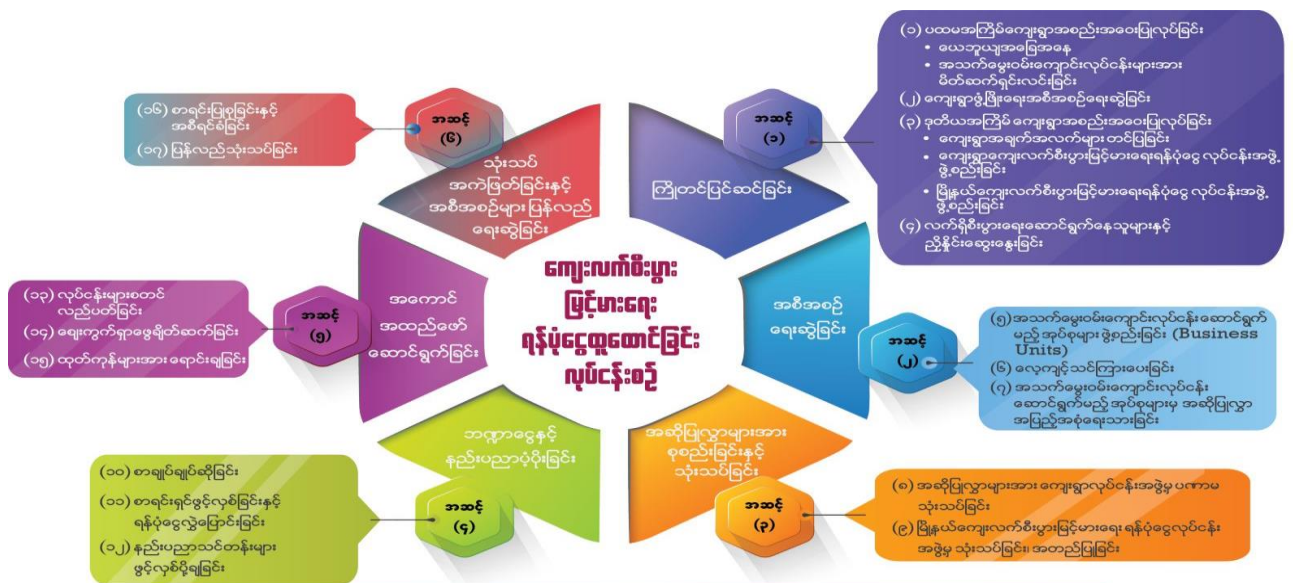 ကျေးလက်စီးပွား
မြင့်မားရေး
ရန်ပုံငွေထူထောင်ခြင်း
လုပ်ငန်းစဉ်
အဆင့်
(၁)
ကြိုတင်ပြင်ဆင်ခြင်း
(၁) ပထမအကြိမ်ကျေးရွာအစည်းအဝေးပြုလုပ်ခြင်း
• ယေဘူယျအခြေအနေ
• အသက်မွေးဝမ်းကျောင်းလုပ်ငန်းများအား
မိတ်ဆက်ရှင်းလင်းခြင်း
(၂) ကျေးရွာဖွံ့ဖြိုးရေးအစီအစဉ်ရေးဆွဲခြင်း
(၃) ဒုတိယအကြိမ် ကျေးရွာအစည်းအဝေးပြုလုပ်ခြင်း
• ကျေးရွာအချက်အလက်များ တင်ပြခြင်း
• ကျေးရွာကျေးလက်စီးပွားမြင့်မားရေးရန်ပုံငွေ လုပ်ငန်းအဖွဲ့
ဖွဲ့စည်းခြင်း
• မြို့နယ်ကျေးလက်စီးပွားမြင့်မားရေးရန်ပုံငွေ လုပ်ငန်းအဖွဲ့
ဖွဲ့စည်းခြင်း
(၄) လက်ရှိစီးပွားရေးဆောင်ရွက်နေသူများနှင့်
ညှိနှိုင်းဆွေးနွေးခြင်း
အဆင့်
(၂)
အစီအစဉ်
ရေးဆွဲခြင်း
(၅) အသက်မွေးဝမ်းကျောင်းလုပ်ငန်း ဆောင်ရွက်
မည့် အုပ်စုများ ဖွဲ့စည်းခြင်း (Business
Units)
(၆) လေ့ကျင့်သင်ကြားပေးခြင်း
(၇) အသက်မွေးဝမ်းကျောင်းလုပ်ငန်း
ဆောင်ရွက်မည့် အုပ်စုများမှ အဆိုပြုလွှာ
အပြည့်အစုံရေးသားခြင်း
အဆင့်
(၃)
အဆိုပြုလွှာများအား
စုစည်းခြင်းနှင့်
သုံးသပ်ခြင်း
(၈) အဆိုပြုလွှာများအား ကျေးရွာလုပ်ငန်းအဖွဲ့မှ ပဏာမ
သုံးသပ်ခြင်း
(၉) မြို့နယ်ကျေးလက်စီးပွားမြင့်မားရေး ရန်ပုံငွေလုပ်ငန်း
အဖွဲ့မှ သုံးသပ်ခြင်း၊ အတည်ပြုခြင်း
အဆင့်
(၄)
ဘဏ္ဍာငွေနှင့်
နည်းပညာပံ့ပိုးခြင်း
(၁၀) စာချုပ်ချုပ်ဆိုခြင်း
(၁၁) စာရင်းရှင်ဖွင့်လှစ်ခြင်းနှင့်
ရန်ပုံငွေလွှဲပြောင်းခြင်း
(၁၂) နည်းပညာသင်တန်းများ
ဖွင့်လှစ်ပို့ချခြင်း
အဆင့်
(၅)
အကောင်
အထည်ဖော်
ဆောင်ရွက်ခြင်း
(၁၃) လုပ်ငန်းများစတင်
လည်ပတ်ခြင်း
(၁၄) ဈေးကွက်ရှာဖွေချိတ်ဆက်ခြင်း
(၁၅) ထုတ်ကုန်များအား ရောင်းချခြင်း
အဆင့်
(၆)
သုံးသပ်
အကဲဖြတ်ခြင်းနှင့်
အစီအစဉ်များ ပြန်လည်
ရေးဆွဲခြင်း
(၁၆) စာရင်းပြုစုခြင်းနှင့်
အစီရင်ခံခြင်း
(၁၇) ပြန်လည်သုံးသပ်ခြင်း